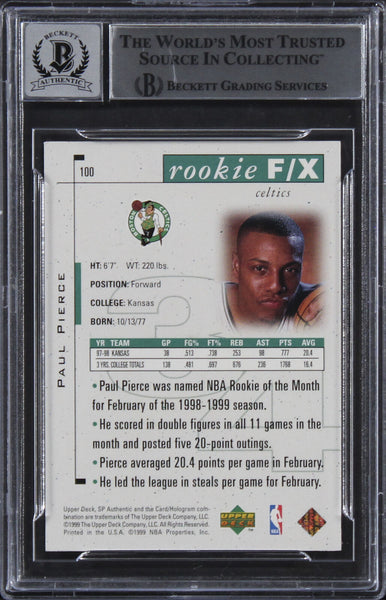 BECKETT
AUTHENTIC
THE WORLD'S MOST TRUSTED
SOURCE IN COLLECTING™
BECKETT GRADING SERVICES
100
rookie F/X
celtics
BOSTON
CELTICS
PAUL PIERCE
HT: 6'7" WT: 220 lbs.
POSITION: Forward
COLLEGE: Kansas
BORN: 10/13/77
34
YR TEAM GP FG% FT% REB AST PTS AVG
97-98 KANSAS 38 .513 .738 253 98 777 20.4
3 YRS. COLLEGE TOTALS 138 .481 .697 676 236 1768 16.4
• Paul Pierce was named NBA Rookie of the Month
for February of the 1998-1999 season.
• He scored in double figures in all 11 games in the
month and posted five 20-point outings.
• Pierce averaged 20.4 points per game in February.
• He led the league in steals per game for February.
Upper Deck, SP Authentic and the Card/Hologram com-
bination are trademarks of The Upper Deck Company, LLC.
©1999 The Upper Deck Company, LLC. All Rights Reserved.
Printed in the U.S.A. ©1999 NBA Properties, Inc.
UPPER
DECK
NBA